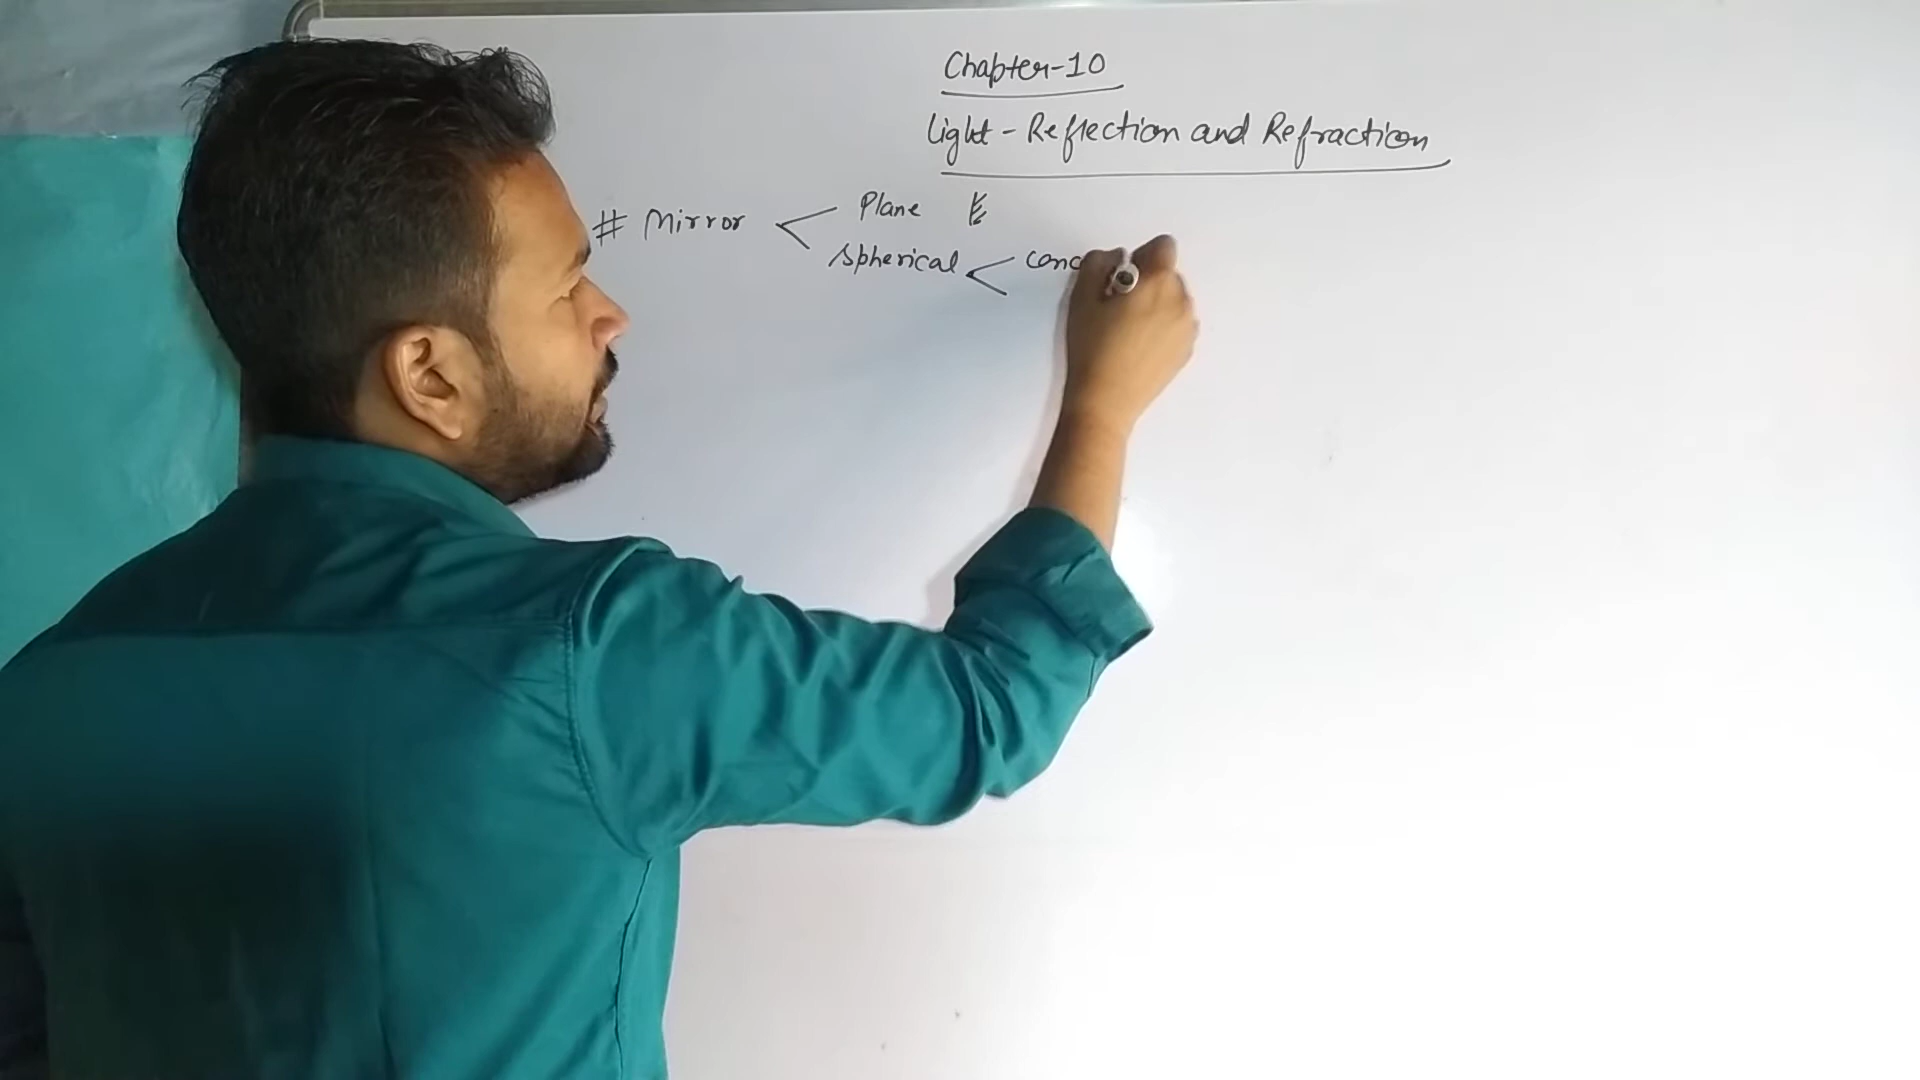 Chapter-10
Light - Reflection and Refraction
# Mirror < Plane
Spherical < conc